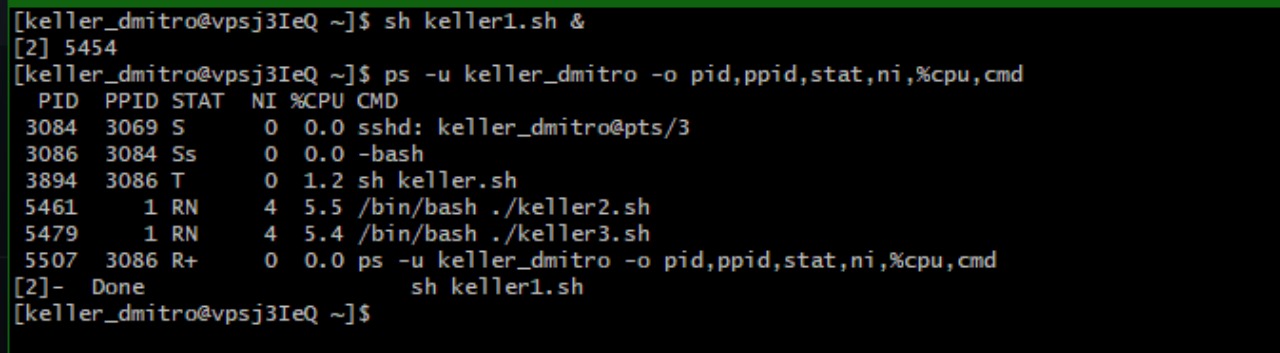 [keller_dmitro@vpsj3IeQ ~]$ sh keller1.sh &
[2] 5454
[keller_dmitro@vpsj3IeQ ~]$ ps -u keller_dmitro -o pid,ppid,stat,ni,%cpu,cmd
  PID  PPID STAT  NI %CPU CMD
 3084  3069 S      0  0.0 sshd: keller_dmitro@pts/3
 3086  3084 Ss     0  0.0 -bash
 3894  3086 T      0  1.2 sh keller.sh
 5461     1 RN     4  5.5 /bin/bash ./keller2.sh
 5479     1 RN     4  5.4 /bin/bash ./keller3.sh
 5507  3086 R+     0  0.0 ps -u keller_dmitro -o pid,ppid,stat,ni,%cpu,cmd
[2]-  Done                    sh keller1.sh
[keller_dmitro@vpsj3IeQ ~]$